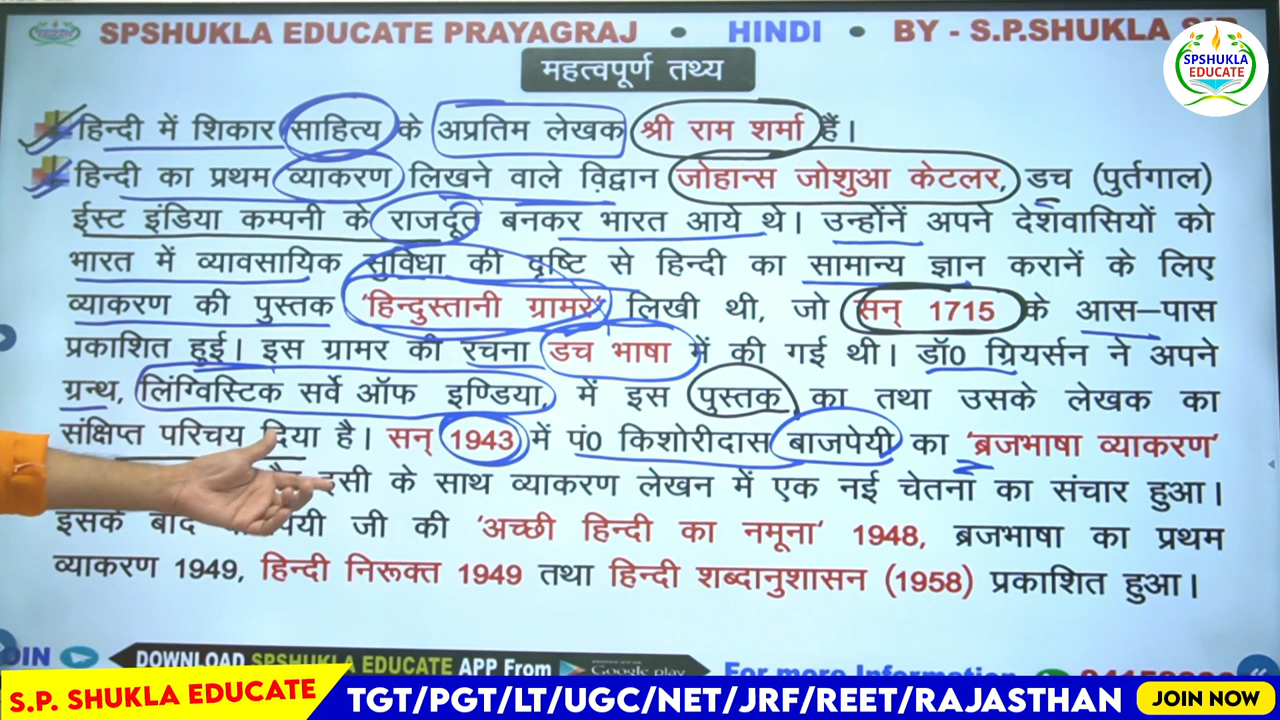 SPSHUKLA EDUCATE PRAYAGRAJ • HINDI • BY - S.P.SHUKLA
SPSHUKLA
EDUCATE
महत्वपूर्ण तथ्य
हिन्दी में शिकार साहित्य के अप्रतिम लेखक श्री राम शर्मा हैं।
हिन्दी का प्रथम व्याकरण लिखने वाले विद्वान जोहान्स जोशुआ केटलर, डच (पुर्तगाल)
ईस्ट इंडिया कम्पनी के राजदूत बनकर भारत आये थे। उन्होंनें अपने देशवासियों को
भारत में व्यावसायिक सुविधा की दृष्टि से हिन्दी का सामान्य ज्ञान करानें के लिए
व्याकरण की पुस्तक 'हिन्दुस्तानी ग्रामर' लिखी थी, जो सन् 1715 के आस–पास
प्रकाशित हुई। इस ग्रामर की रचना डच भाषा में की गई थी। डॉ0 ग्रियर्सन ने अपने
ग्रन्थ, लिंग्विस्टिक सर्वे ऑफ इण्डिया, में इस पुस्तक का तथा उसके लेखक का
संक्षिप्त परिचय दिया है। सन् 1943 में पं0 किशोरीदास बाजपेयी का 'ब्रजभाषा व्याकरण'
इसी के साथ व्याकरण लेखन में एक नई चेतना का संचार हुआ।
इसके बाद जी की 'अच्छी हिन्दी का नमूना' 1948, ब्रजभाषा का प्रथम
व्याकरण 1949, हिन्दी निरूक्त 1949 तथा हिन्दी शब्दानुशासन (1958) प्रकाशित हुआ।
DOWNLOAD SPSHUKLA EDUCATE APP From Google play For more Information
S.P. SHUKLA EDUCATE TGT/PGT/LT/UGC/NET/JRF/REET/RAJASTHAN JOIN NOW